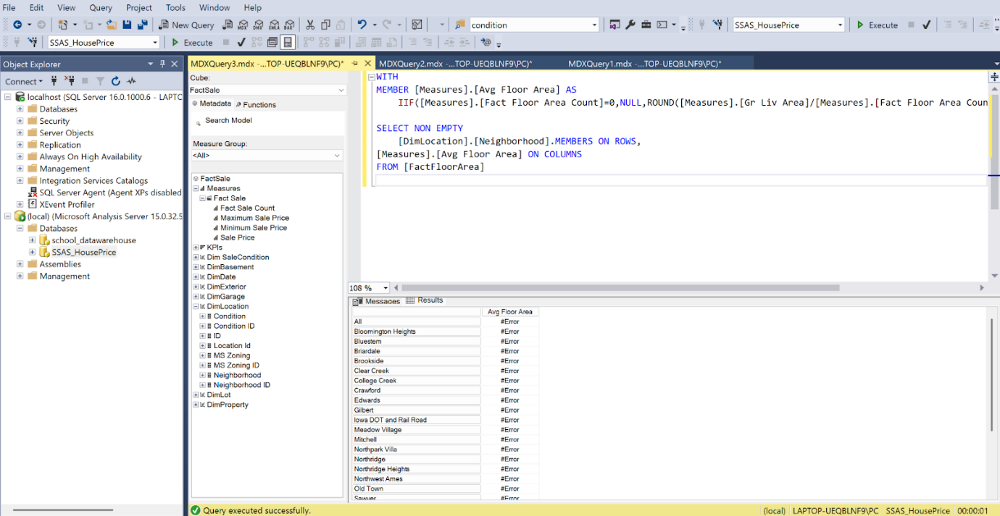 File Edit View Query Project Tools Window Help
New Query MDX DMX XMLA DAX condition SSAS_HousePrice Execute
SSAS_HousePrice Execute
Object Explorer
Connect
localhost (SQL Server 16.0.1000.6 - LAPTC
Databases
Security
Server Objects
Replication
Always On High Availability
Management
Integration Services Catalogs
SQL Server Agent (Agent XPs disabled
XEvent Profiler
(local) (Microsoft Analysis Server 15.0.32.5
Databases
school_datawarehouse
SSAS_HousePrice
Assemblies
Management
MDXQuery3.mdx -...TOP-UEQBLNF9\PC)* MDXQuery2.mdx -...TOP-UEQBLNF9\PC)* MDXQuery1.mdx -...TOP-UEQBLNF9\PC)*
Cube:
FactSale
Metadata Functions
Search Model
Measure Group:
<All>
FactSale
Measures
Fact Sale
Fact Sale Count
Maximum Sale Price
Minimum Sale Price
Sale Price
KPIs
Dim SaleCondition
DimBasement
DimDate
DimExterior
DimGarage
DimLocation
Condition
Condition ID
ID
Location Id
MS Zoning
MS Zoning ID
Neighborhood
Neighborhood ID
DimLot
DimProperty
WITH
MEMBER [Measures].[Avg Floor Area] AS
IIF([Measures].[Fact Floor Area Count]=0,NULL,ROUND([Measures].[Gr Liv Area]/[Measures].[Fact Floor Area Coun
SELECT NON EMPTY
[DimLocation].[Neighborhood].MEMBERS ON ROWS,
[Measures].[Avg Floor Area] ON COLUMNS
FROM [FactFloorArea]
108 %
Messages Results
Avg Floor Area
All #Error
Bloomington Heights #Error
Bluestem #Error
Briardale #Error
Brookside #Error
Clear Creek #Error
College Creek #Error
Crawford #Error
Edwards #Error
Gilbert #Error
Iowa DOT and Rail Road #Error
Meadow Village #Error
Mitchell #Error
Northpark Villa #Error
Northridge #Error
Northridge Heights #Error
Northwest Ames #Error
Old Town #Error
Sawyer #Error
Query executed successfully. (local) LAPTOP-UEQBLNF9\PC SSAS_HousePrice 00:00:01